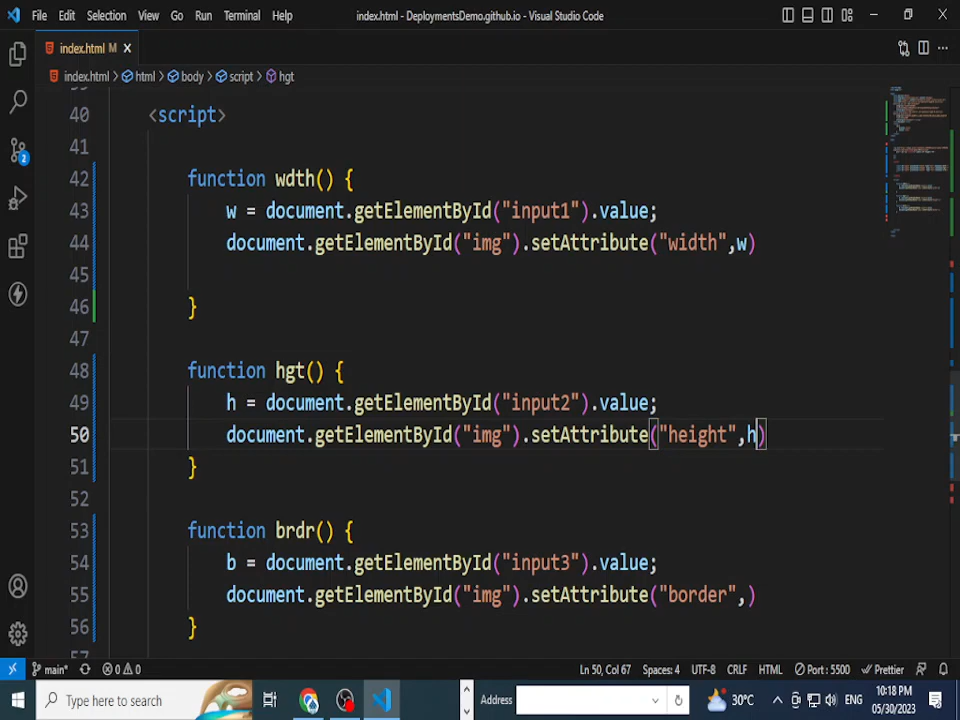 File Edit Selection View Go Run Terminal Help index.html - DeploymentsDemo.github.io - Visual Studio Code
index.html M
index.html > html > body > script > hgt
40 <script>
41
42 function wdth() {
43 w = document.getElementById("input1").value;
44 document.getElementById("img").setAttribute("width",w)
45
46 }
47
48 function hgt() {
49 h = document.getElementById("input2").value;
50 document.getElementById("img").setAttribute("height",h)
51 }
52
53 function brdr() {
54 b = document.getElementById("input3").value;
55 document.getElementById("img").setAttribute("border",)
56 }
2
main* 0 0 Ln 50, Col 67 Spaces: 4 UTF-8 CRLF HTML Port : 5500 Prettier
Type here to search Address 30°C ENG 10:18 PM
05/30/2023